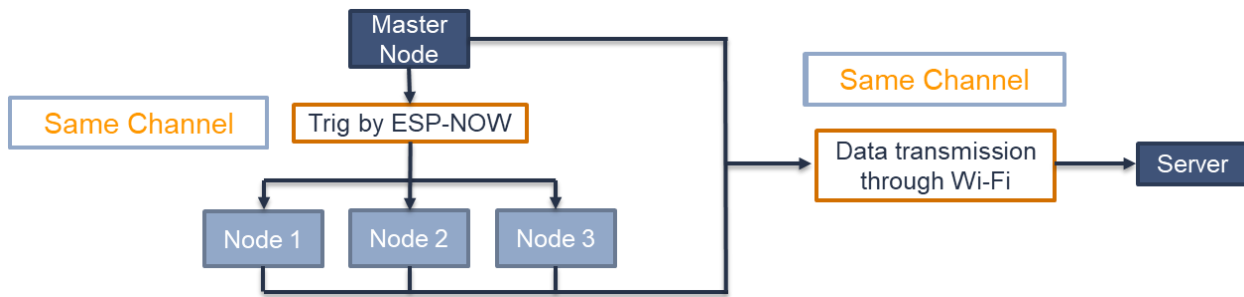 Master
Node
Same Channel
Trig by ESP-NOW
Same Channel
Data transmission
through Wi-Fi
Server
Node 1
Node 2
Node 3